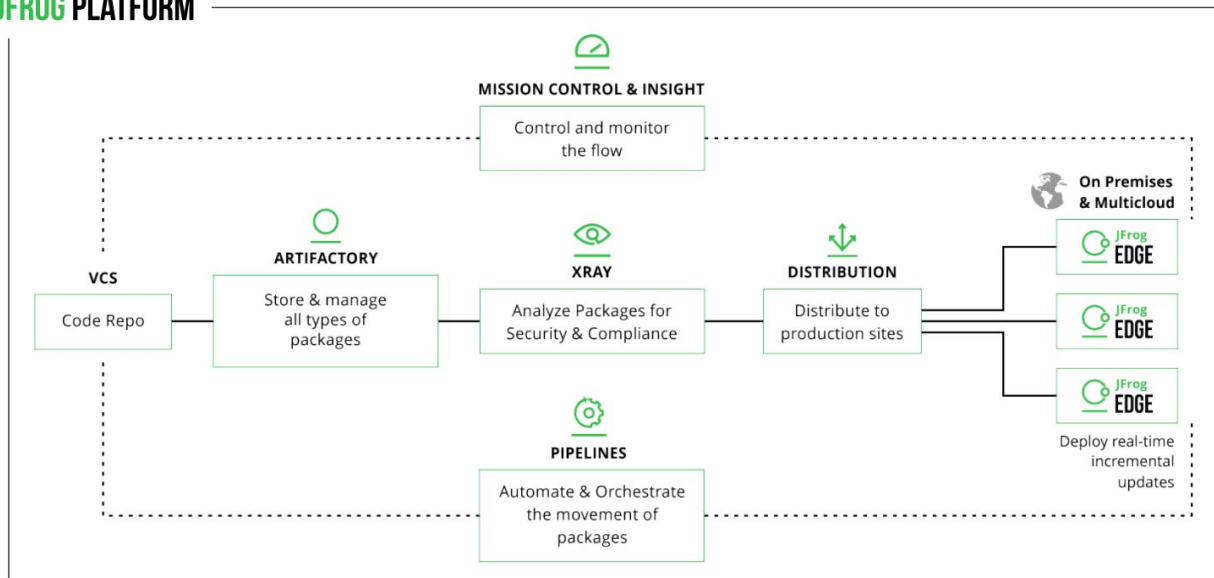 JFROG PLATFORM
MISSION CONTROL & INSIGHT
Control and monitor
the flow
On Premises
& Multicloud
VCS
Code Repo
ARTIFACTORY
Store & manage
all types of
packages
XRAY
Analyze Packages for
Security & Compliance
DISTRIBUTION
Distribute to
production sites
JFrog
EDGE
JFrog
EDGE
JFrog
EDGE
Deploy real-time
incremental
updates
PIPELINES
Automate & Orchestrate
the movement of
packages